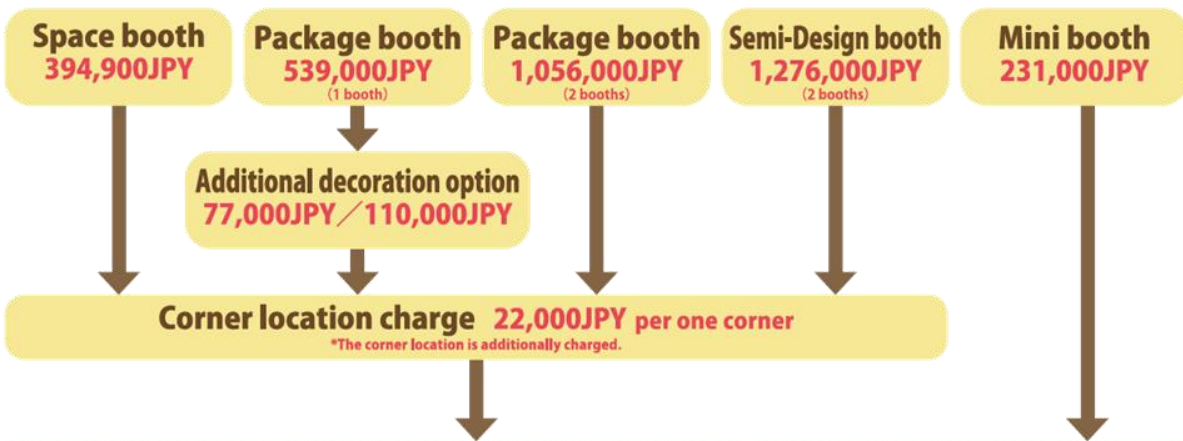 Space booth
394,900JPY
Package booth
539,000JPY
(1 booth)
Package booth
1,056,000JPY
(2 booths)
Semi-Design booth
1,276,000JPY
(2 booths)
Mini booth
231,000JPY
Additional decoration option
77,000JPY／110,000JPY
Corner location charge 22,000JPY per one corner
*The corner location is additionally charged.